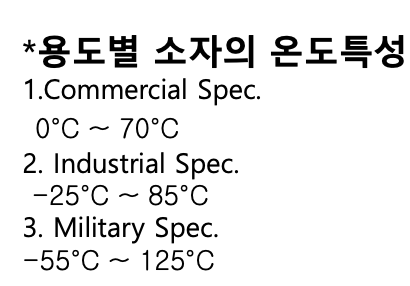 *용도별 소자의 온도특성
1.Commercial Spec.
0°C ~ 70°C
2. Industrial Spec.
-25°C ~ 85°C
3. Military Spec.
-55°C ~ 125°C